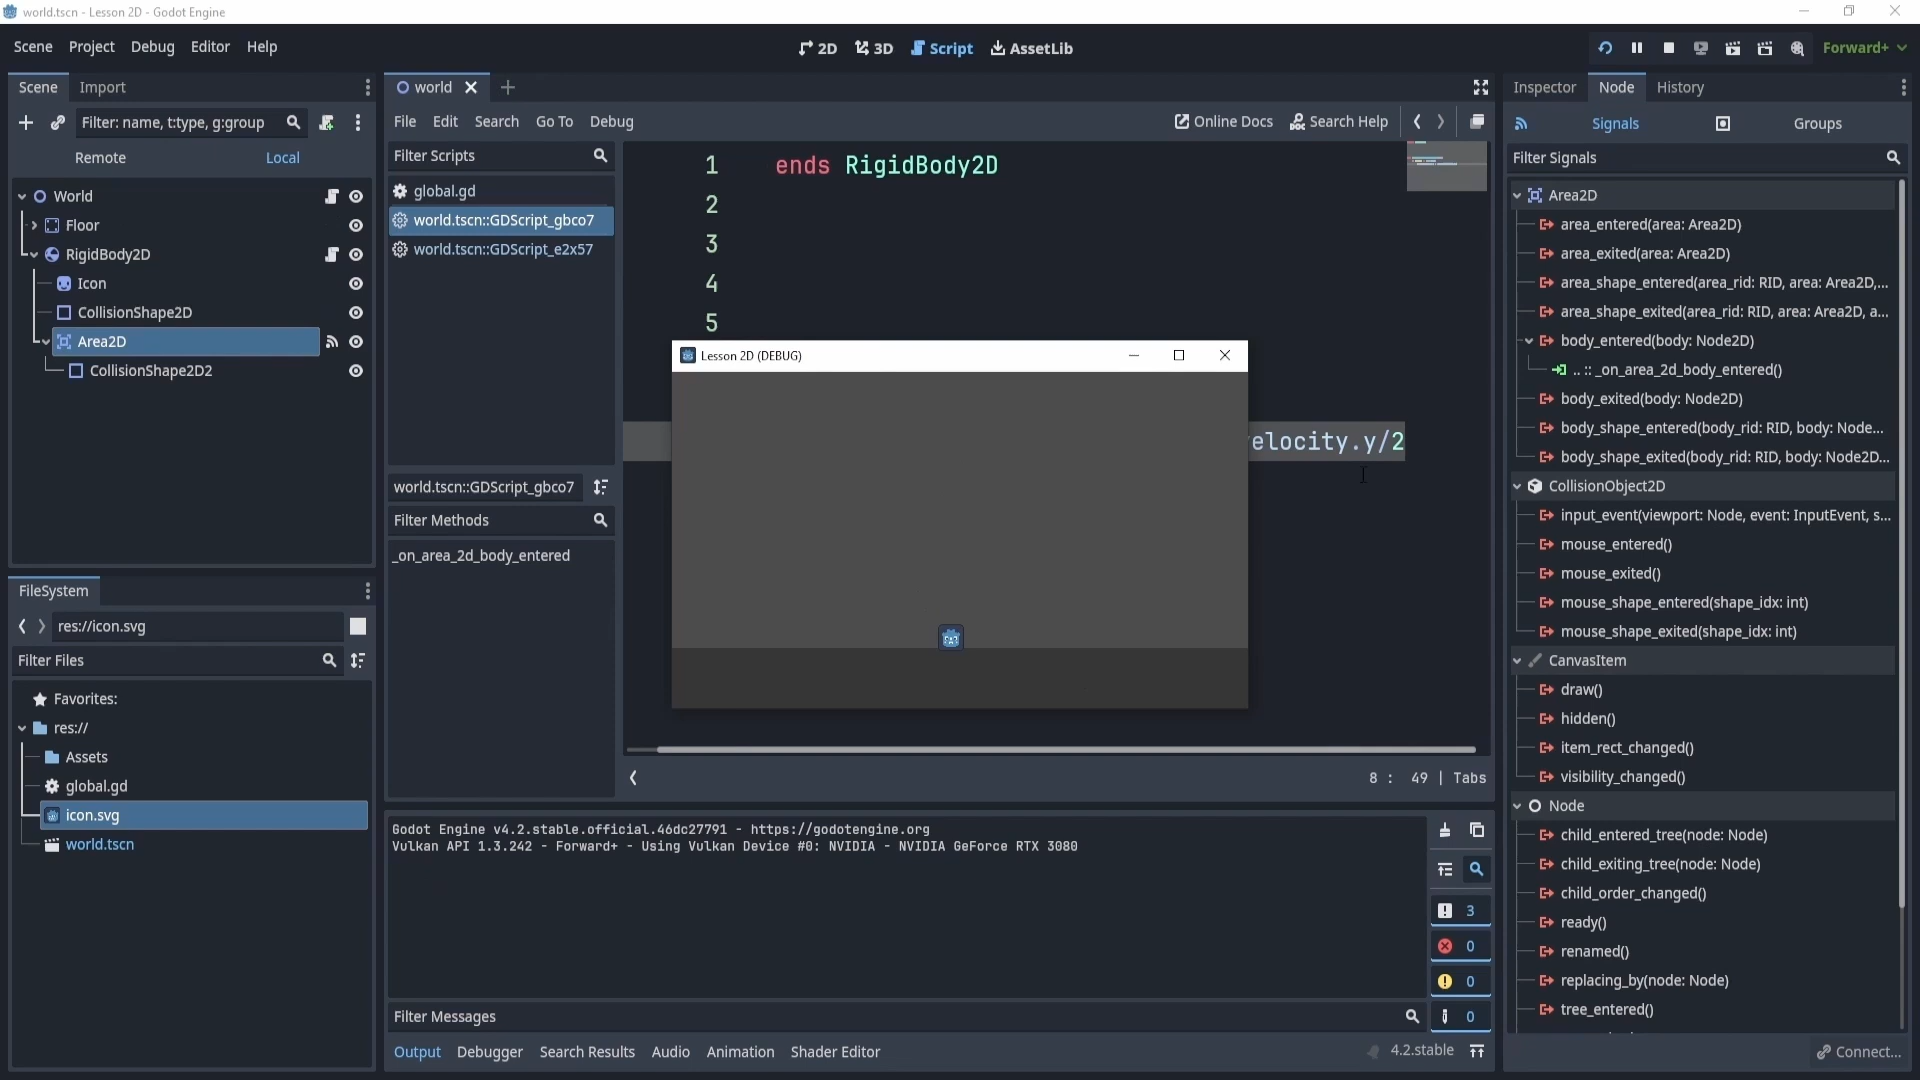 world.tscn - Lesson 2D - Godot Engine
Scene Project Debug Editor Help
2D 3D Script AssetLib
Forward+
Scene Import
Filter: name, t:type, g:group
Remote Local
World
Floor
RigidBody2D
Icon
CollisionShape2D
Area2D
CollisionShape2D2
FileSystem
res://icon.svg
Filter Files
Favorites:
res://
Assets
global.gd
icon.svg
world.tscn
world
File Edit Search Go To Debug
Online Docs Search Help
Filter Scripts
global.gd
world.tscn::GDScript_gbco7
world.tscn::GDScript_e2x57
world.tscn::GDScript_gbco7
Filter Methods
_on_area_2d_body_entered
1 ends RigidBody2D
2
3
4
5
Lesson 2D (DEBUG)
elocity.y/2
8 : 49 | Tabs
Godot Engine v4.2.stable.official.46dc27791 - https://godotengine.org
Vulkan API 1.3.242 - Forward+ - Using Vulkan Device #0: NVIDIA - NVIDIA GeForce RTX 3080
3
0
0
0
Filter Messages
Output Debugger Search Results Audio Animation Shader Editor
4.2.stable
Inspector Node History
Signals Groups
Filter Signals
Area2D
area_entered(area: Area2D)
area_exited(area: Area2D)
area_shape_entered(area_rid: RID, area: Area2D,...
area_shape_exited(area_rid: RID, area: Area2D, a...
body_entered(body: Node2D)
.. :: _on_area_2d_body_entered()
body_exited(body: Node2D)
body_shape_entered(body_rid: RID, body: Node...
body_shape_exited(body_rid: RID, body: Node2D...
CollisionObject2D
input_event(viewport: Node, event: InputEvent, s...
mouse_entered()
mouse_exited()
mouse_shape_entered(shape_idx: int)
mouse_shape_exited(shape_idx: int)
CanvasItem
draw()
hidden()
item_rect_changed()
visibility_changed()
Node
child_entered_tree(node: Node)
child_exiting_tree(node: Node)
child_order_changed()
ready()
renamed()
replacing_by(node: Node)
tree_entered()
Connect...